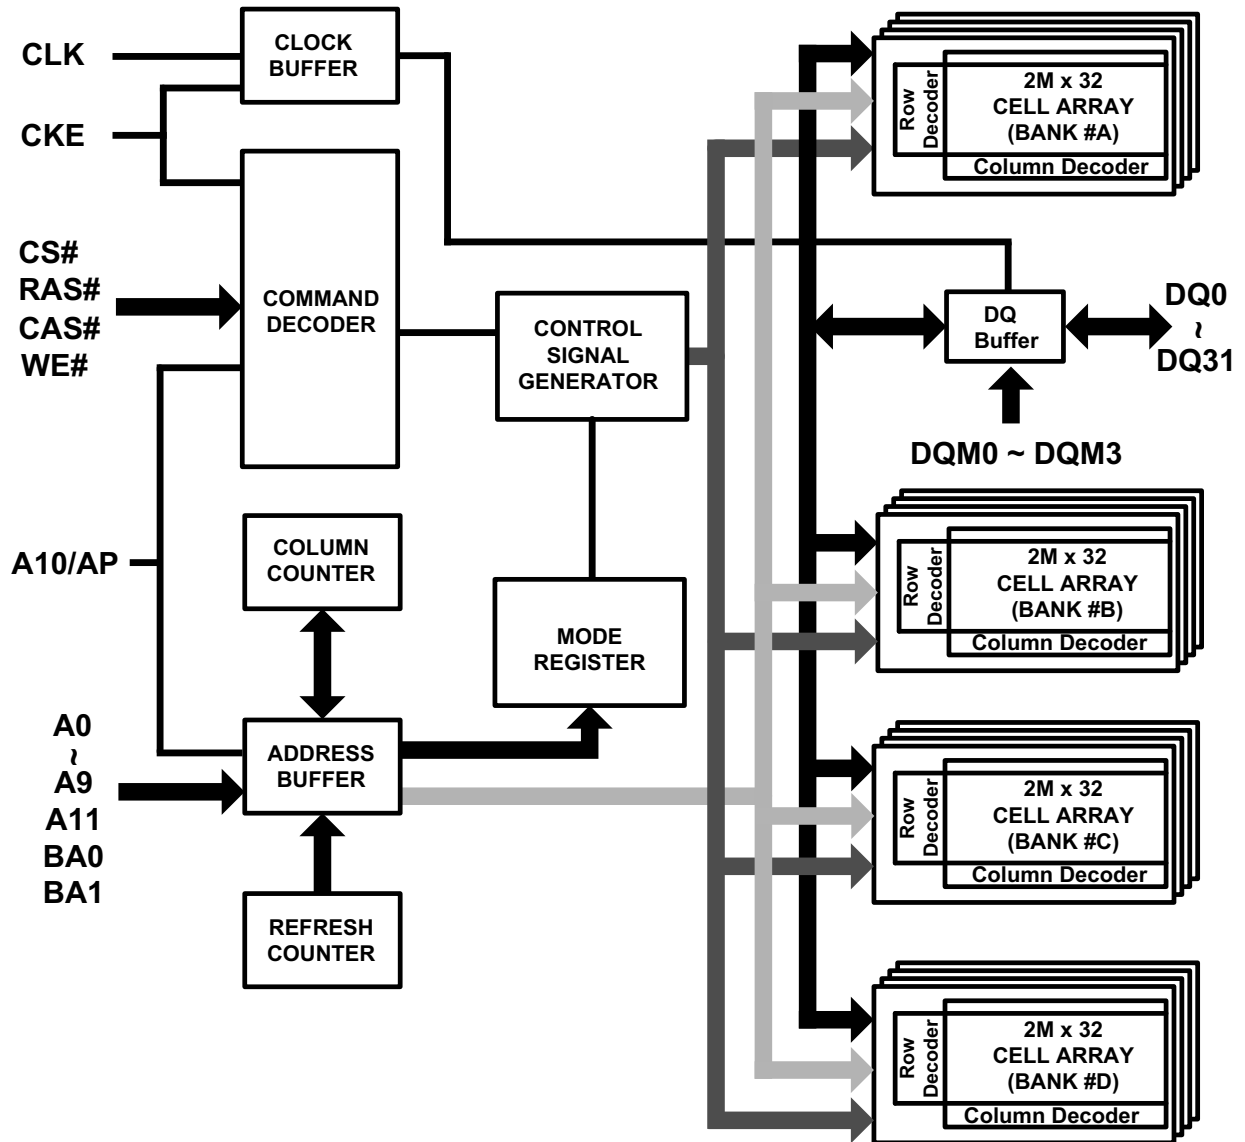 CLK
CKE
CLOCK
BUFFER
CS#
RAS#
CAS#
WE#
COMMAND
DECODER
CONTROL
SIGNAL
GENERATOR
A10/AP
COLUMN
COUNTER
MODE
REGISTER
A0
~
A9
A11
BA0
BA1
ADDRESS
BUFFER
REFRESH
COUNTER
Row
Decoder
2M x 32
CELL ARRAY
(BANK #A)
Column Decoder
DQ
Buffer
DQ0
~
DQ31
DQM0 ~ DQM3
Row
Decoder
2M x 32
CELL ARRAY
(BANK #B)
Column Decoder
Row
Decoder
2M x 32
CELL ARRAY
(BANK #C)
Column Decoder
Row
Decoder
2M x 32
CELL ARRAY
(BANK #D)
Column Decoder